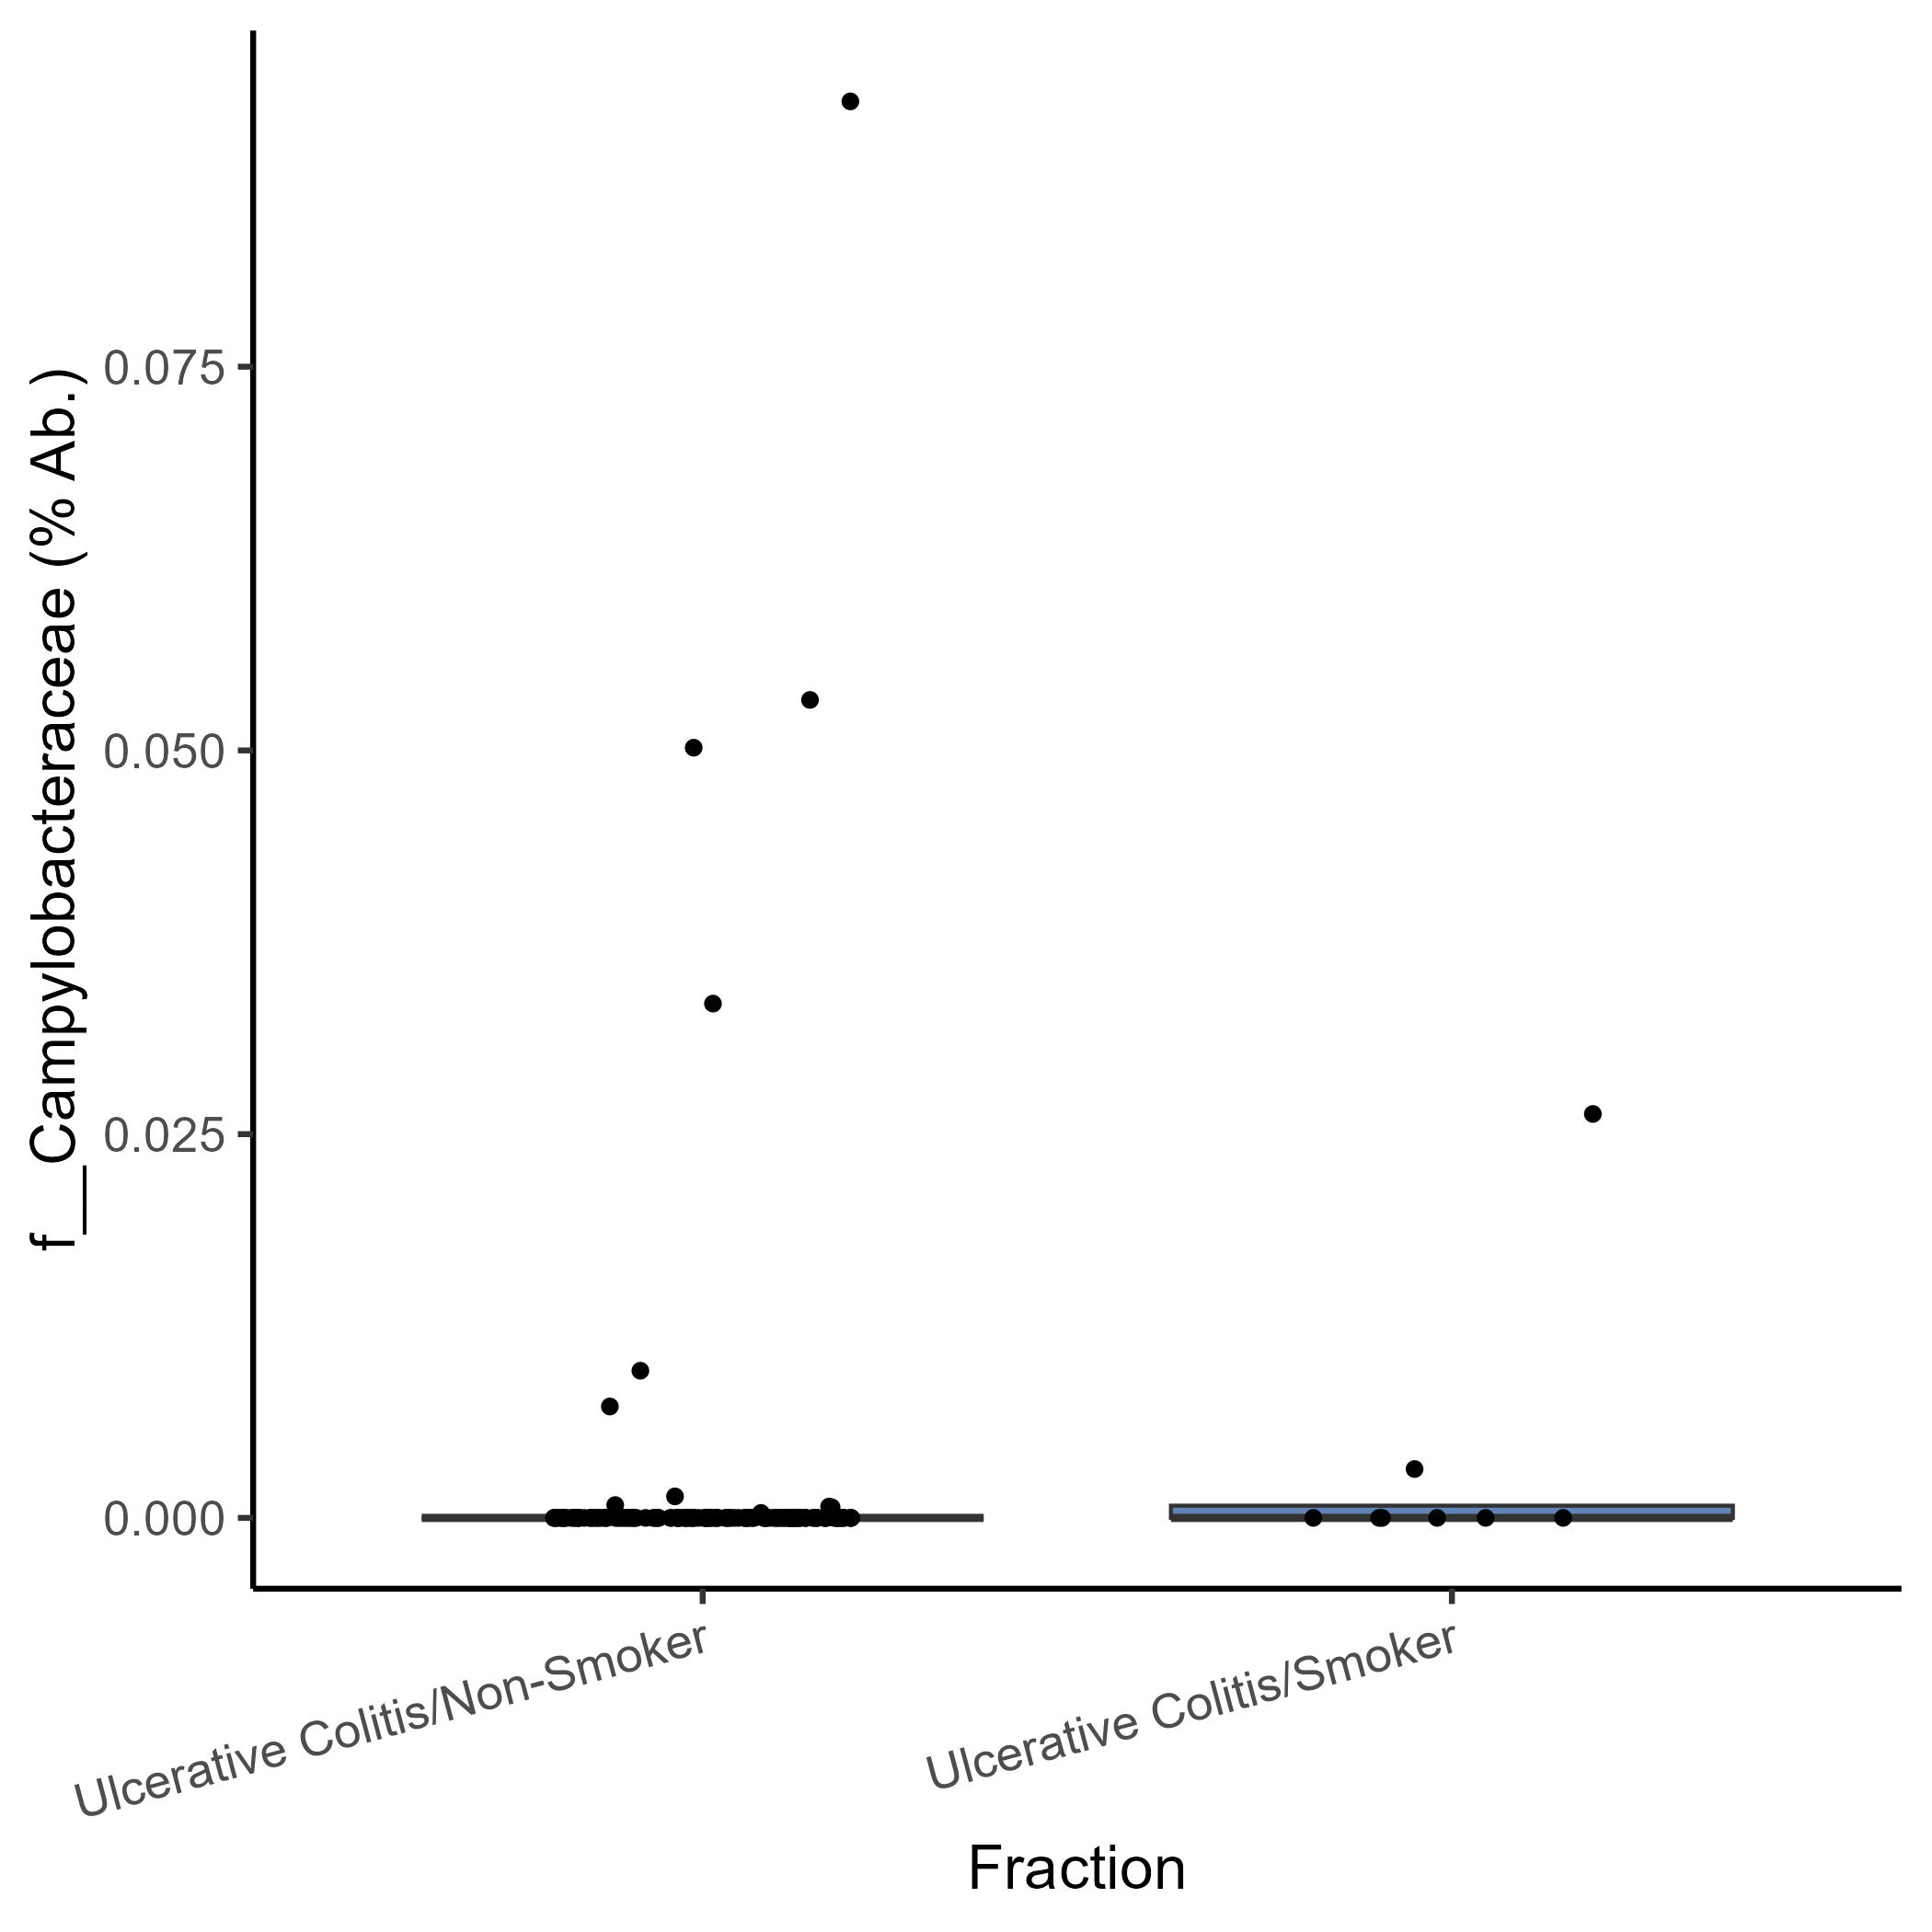 f__Campylobacteraceae (% Ab.)
0.075
0.050
0.025
0.000
Ulcerative Colitis/Non-Smoker
Ulcerative Colitis/Smoker
Fraction